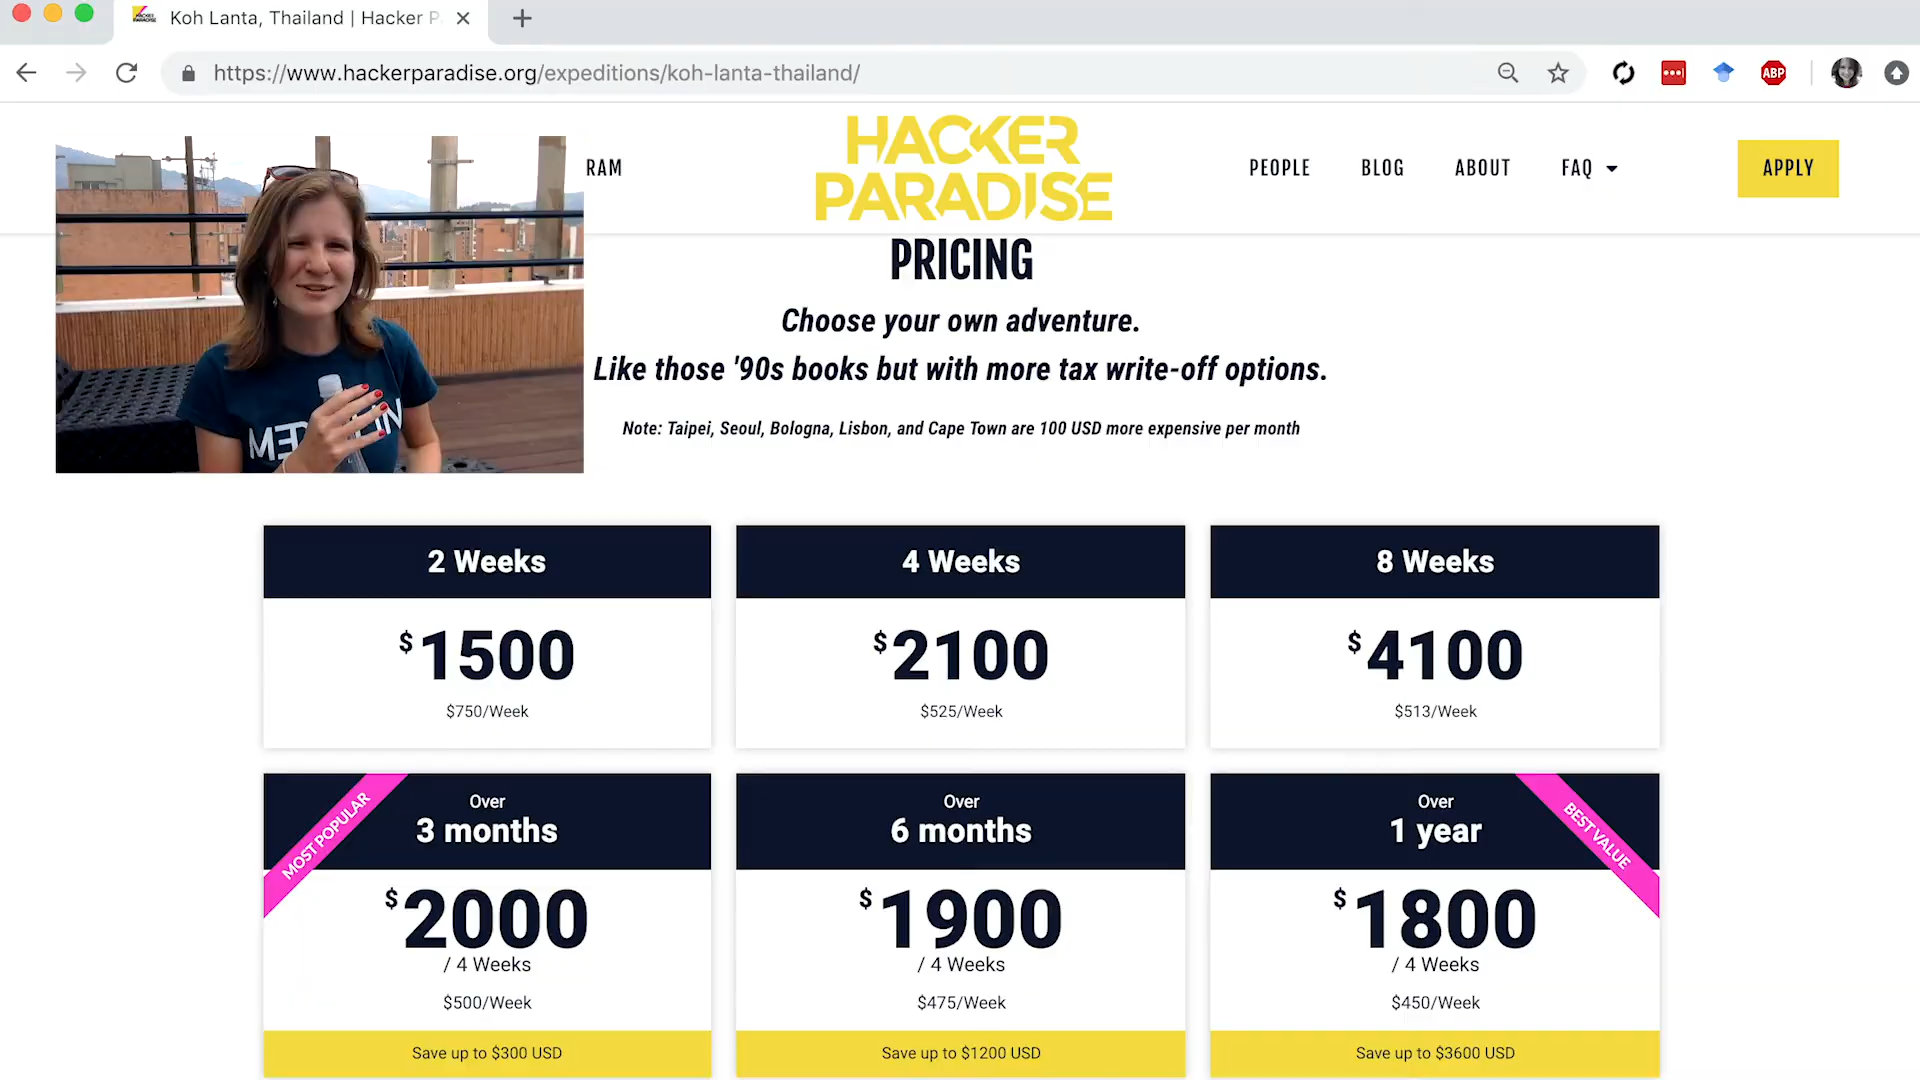 Koh Lanta, Thailand | Hacker P
https://www.hackerparadise.org/expeditions/koh-lanta-thailand/
ABP
RAM
HACKER
PARADISE
PEOPLE
BLOG
ABOUT
FAQ
APPLY
PRICING
Choose your own adventure.
Like those '90s books but with more tax write-off options.
Note: Taipei, Seoul, Bologna, Lisbon, and Cape Town are 100 USD more expensive per month
2 Weeks
$1500
$750/Week
4 Weeks
$2100
$525/Week
8 Weeks
$4100
$513/Week
MOST POPULAR
Over
3 months
$2000
/ 4 Weeks
$500/Week
Save up to $300 USD
Over
6 months
$1900
/ 4 Weeks
$475/Week
Save up to $1200 USD
BEST VALUE
Over
1 year
$1800
/ 4 Weeks
$450/Week
Save up to $3600 USD